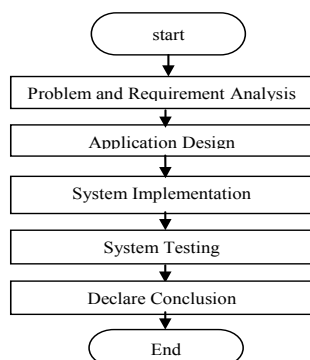 start
Problem and Requirement Analysis
Application Design
System Implementation
System Testing
Declare Conclusion
End